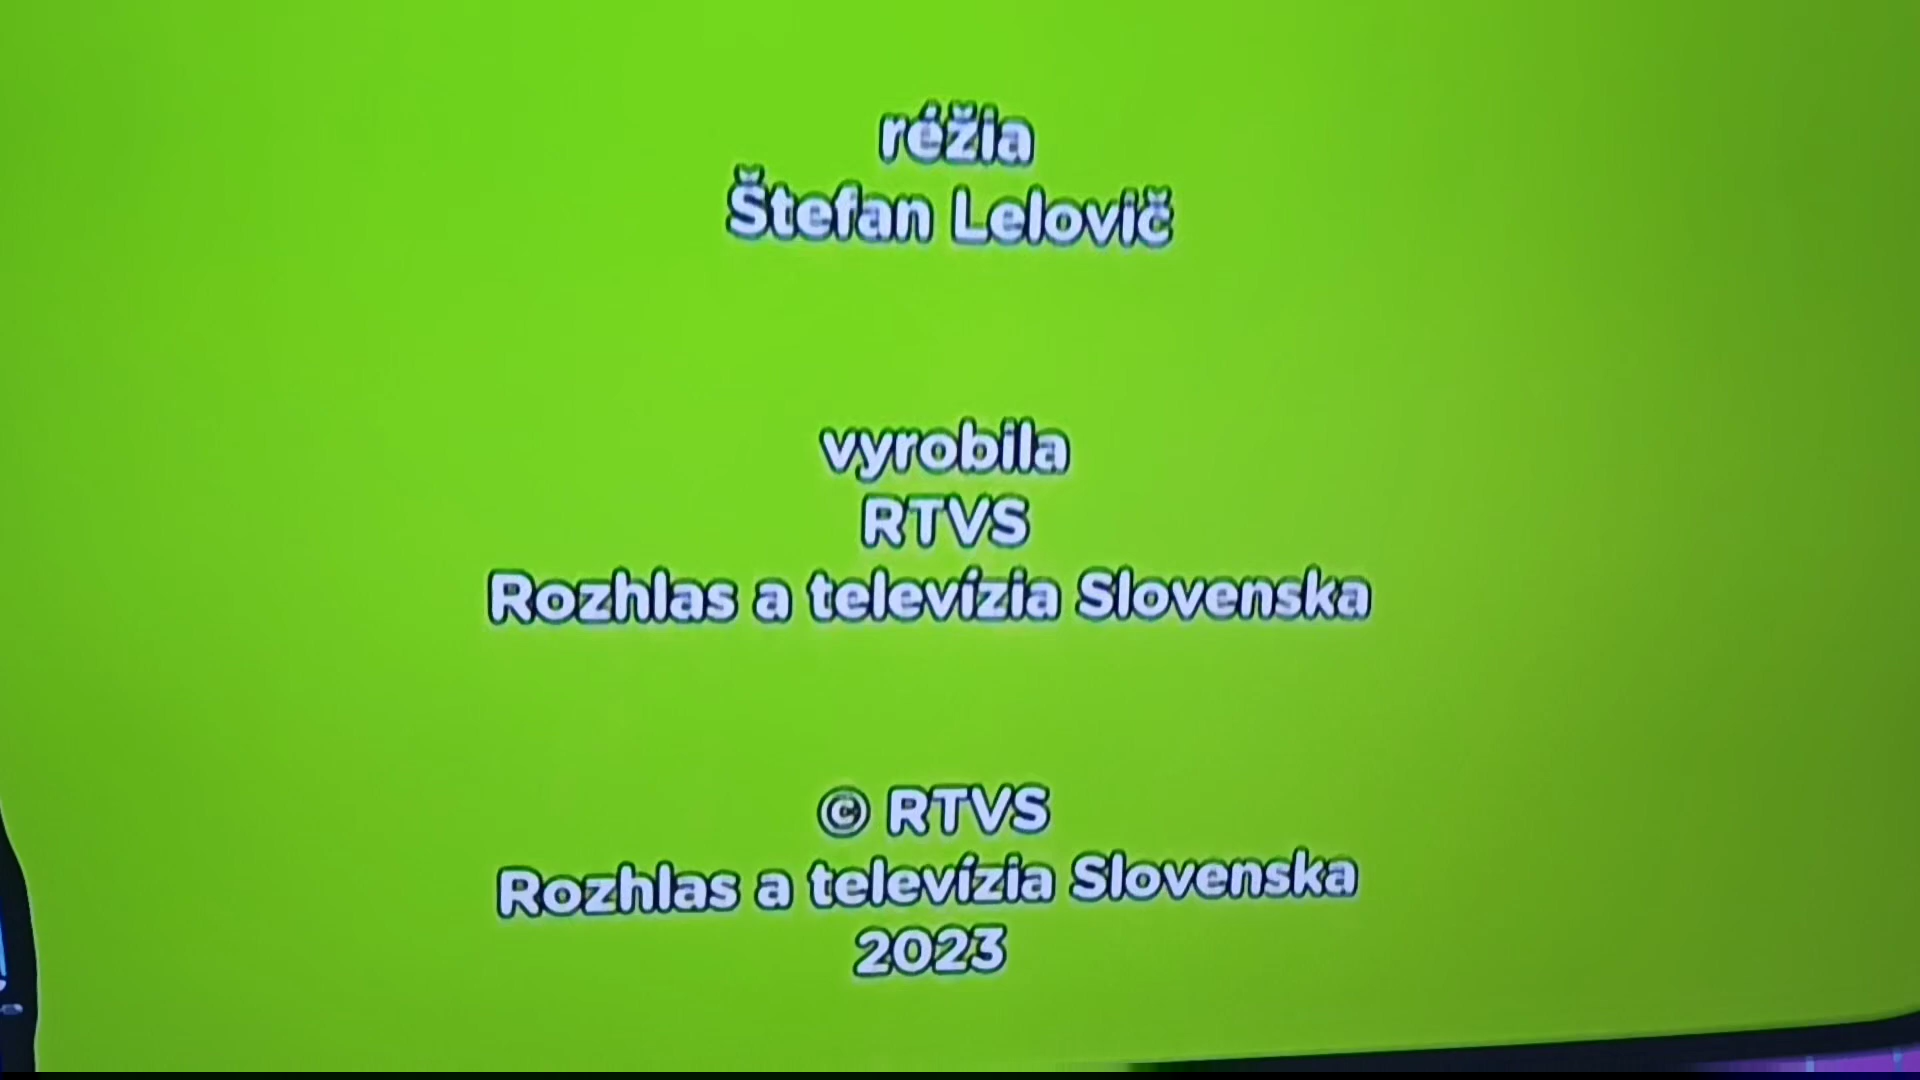 réžia
Štefan Lelovič
vyrobila
RTVS
Rozhlas a televízia Slovenska
© RTVS
Rozhlas a televízia Slovenska
2023